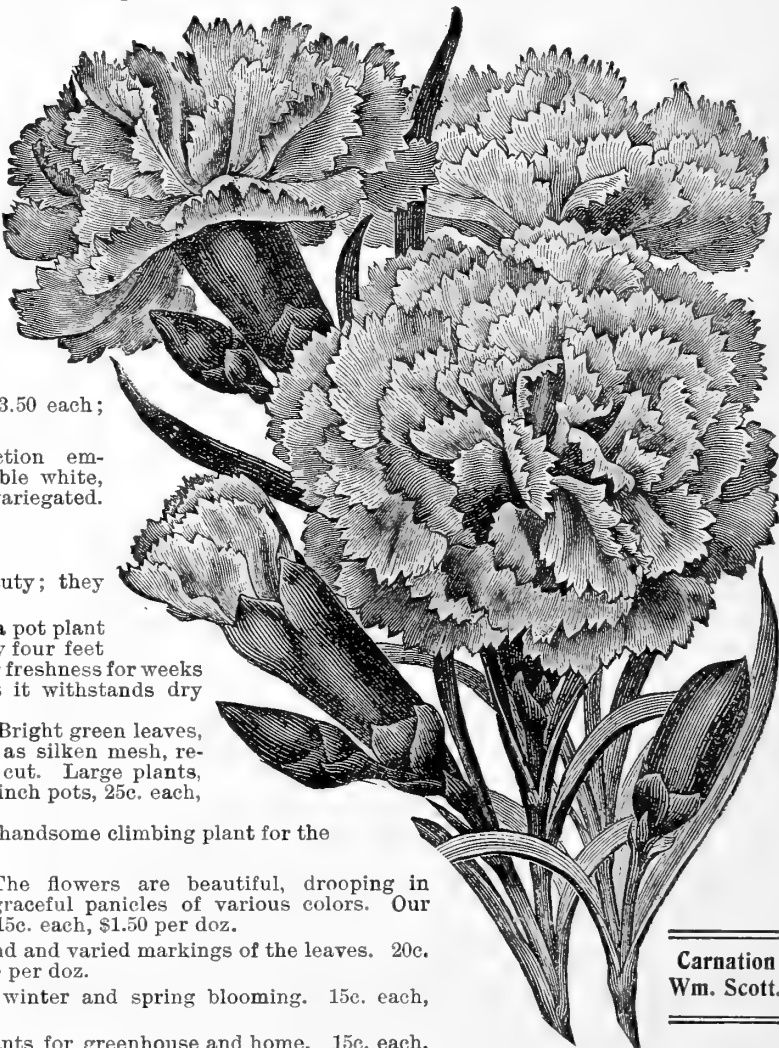 3.50 each;
ction em-
ble white,
variegated.
uty; they
a pot plant
y four feet
r freshness for weeks
s it withstands dry
Bright green leaves,
as silken mesh, re-
cut. Large plants,
inch pots, 25c. each,
handsome climbing plant for the
The flowers are beautiful, drooping in
graceful panicles of various colors. Our
15c. each, $1.50 per doz.
nd and varied markings of the leaves. 20c.
per doz.
winter and spring blooming. 15c. each,
nts for greenhouse and home. 15c. each,
Carnation
Wm. Scott.